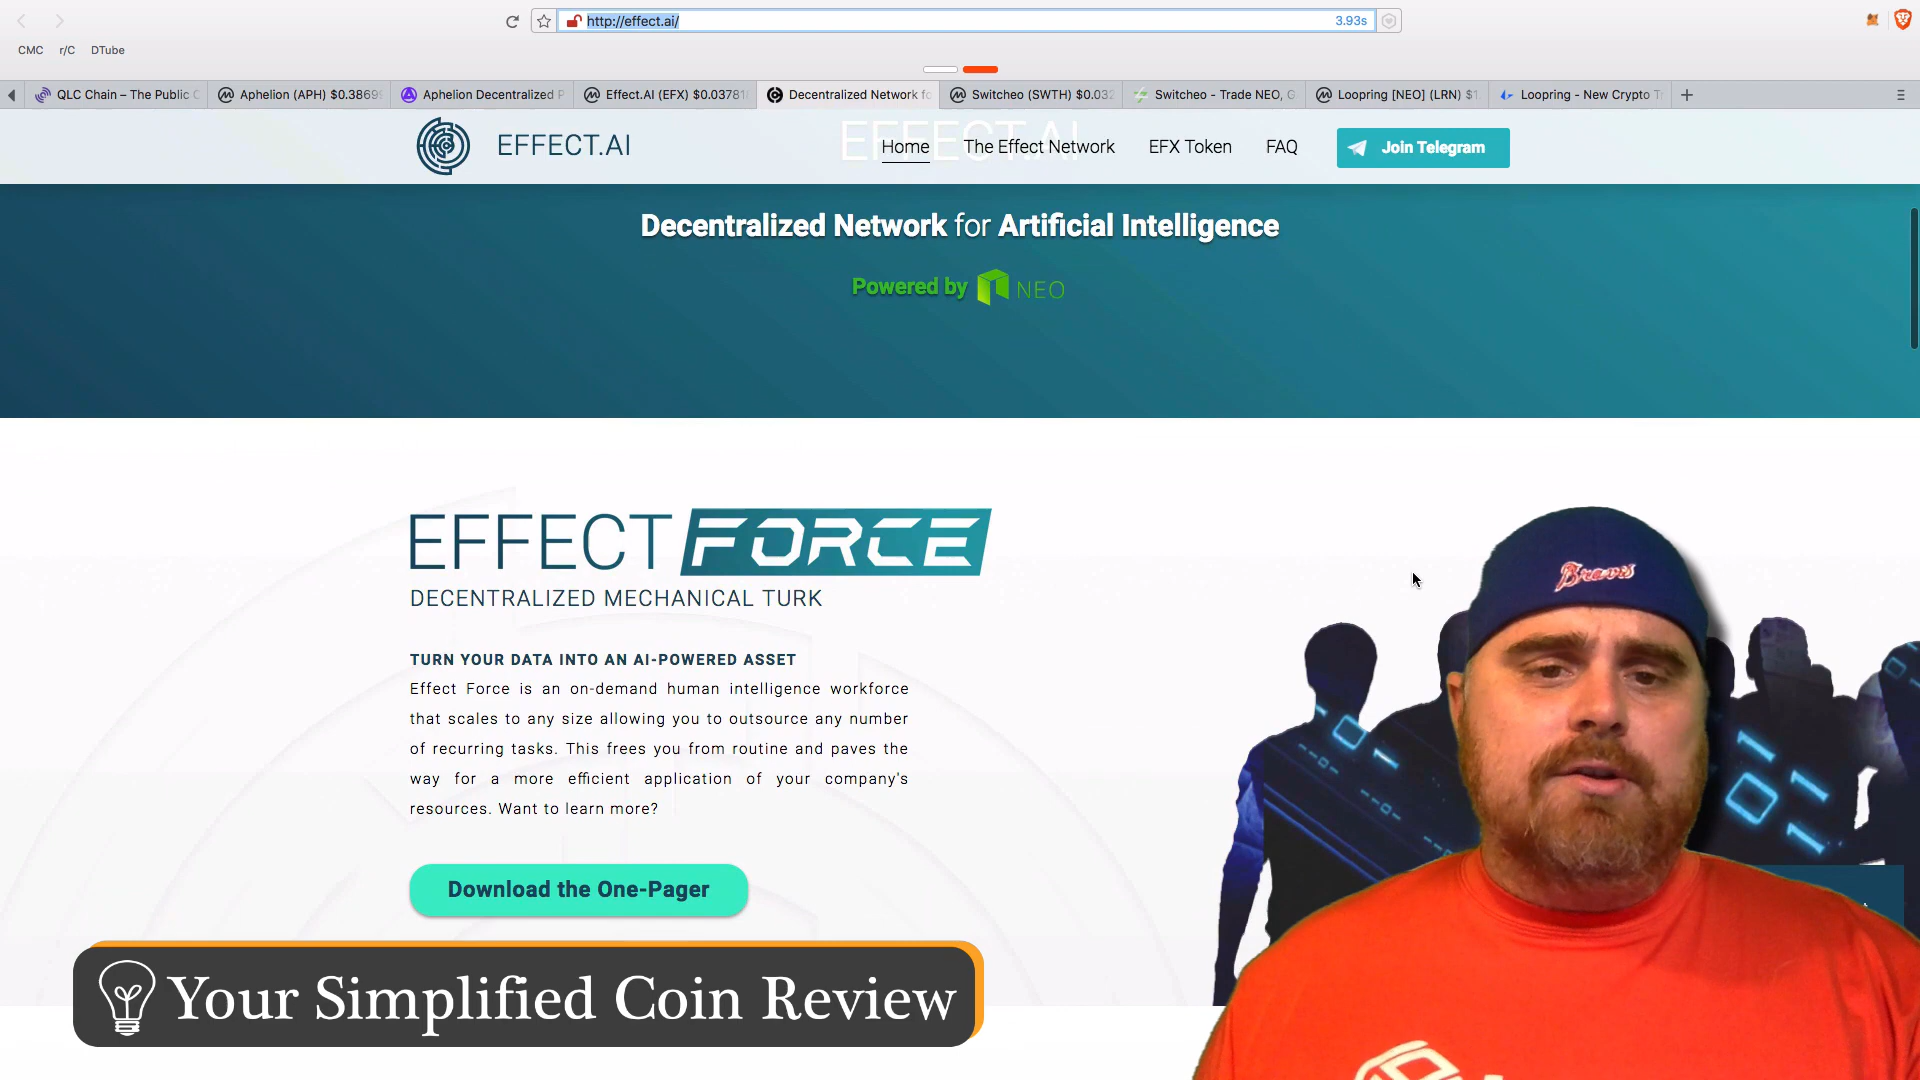 http://effect.ai/
3.93s
CMC r/C DTube
QLC Chain – The Public C
Aphelion (APH) $0.3869
Aphelion Decentralized P
Effect.AI (EFX) $0.03781
Decentralized Network fo
Switcheo (SWTH) $0.032
Switcheo - Trade NEO, G
Loopring [NEO] (LRN) $1
Loopring - New Crypto T
EFFECT.AI
EFFECT.AI
Home
The Effect Network
EFX Token
FAQ
Join Telegram
Decentralized Network for Artificial Intelligence
Powered by NEO
EFFECT FORCE
DECENTRALIZED MECHANICAL TURK
TURN YOUR DATA INTO AN AI-POWERED ASSET
Effect Force is an on-demand human intelligence workforce
that scales to any size allowing you to outsource any number
of recurring tasks. This frees you from routine and paves the
way for a more efficient application of your company's
resources. Want to learn more?
Download the One-Pager
Braves
Your Simplified Coin Review